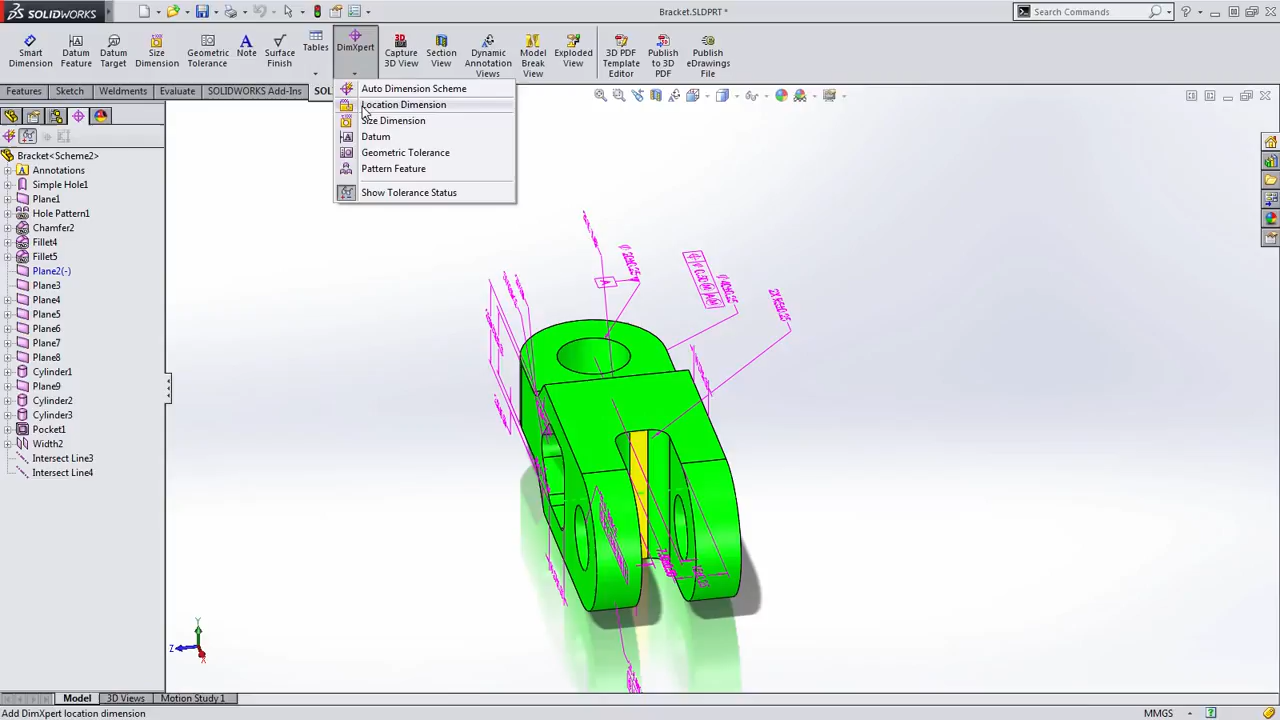 SOLIDWORKS
Bracket.SLDPRT *
Search Commands
Smart Dimension
Datum Feature
Datum Target
Size Dimension
Geometric Tolerance
Note
Surface Finish
Tables
DimXpert
Capture 3D View
Section View
Dynamic Annotation Views
Model Break View
Exploded View
3D PDF Template Editor
Publish to 3D PDF
Publish eDrawings File
Features Sketch Weldments Evaluate SOLIDWORKS Add-Ins SOL
Auto Dimension Scheme
Location Dimension
Size Dimension
Datum
Geometric Tolerance
Pattern Feature
Show Tolerance Status
Bracket<Scheme2>
Annotations
Simple Hole1
Plane1
Hole Pattern1
Chamfer2
Fillet4
Fillet5
Plane2(-)
Plane3
Plane4
Plane5
Plane6
Plane7
Plane8
Cylinder1
Plane9
Cylinder2
Cylinder3
Pocket1
Width2
Intersect Line3
Intersect Line4
A
Y
Z
X
Model 3D Views Motion Study 1
Add DimXpert location dimension
MMGS